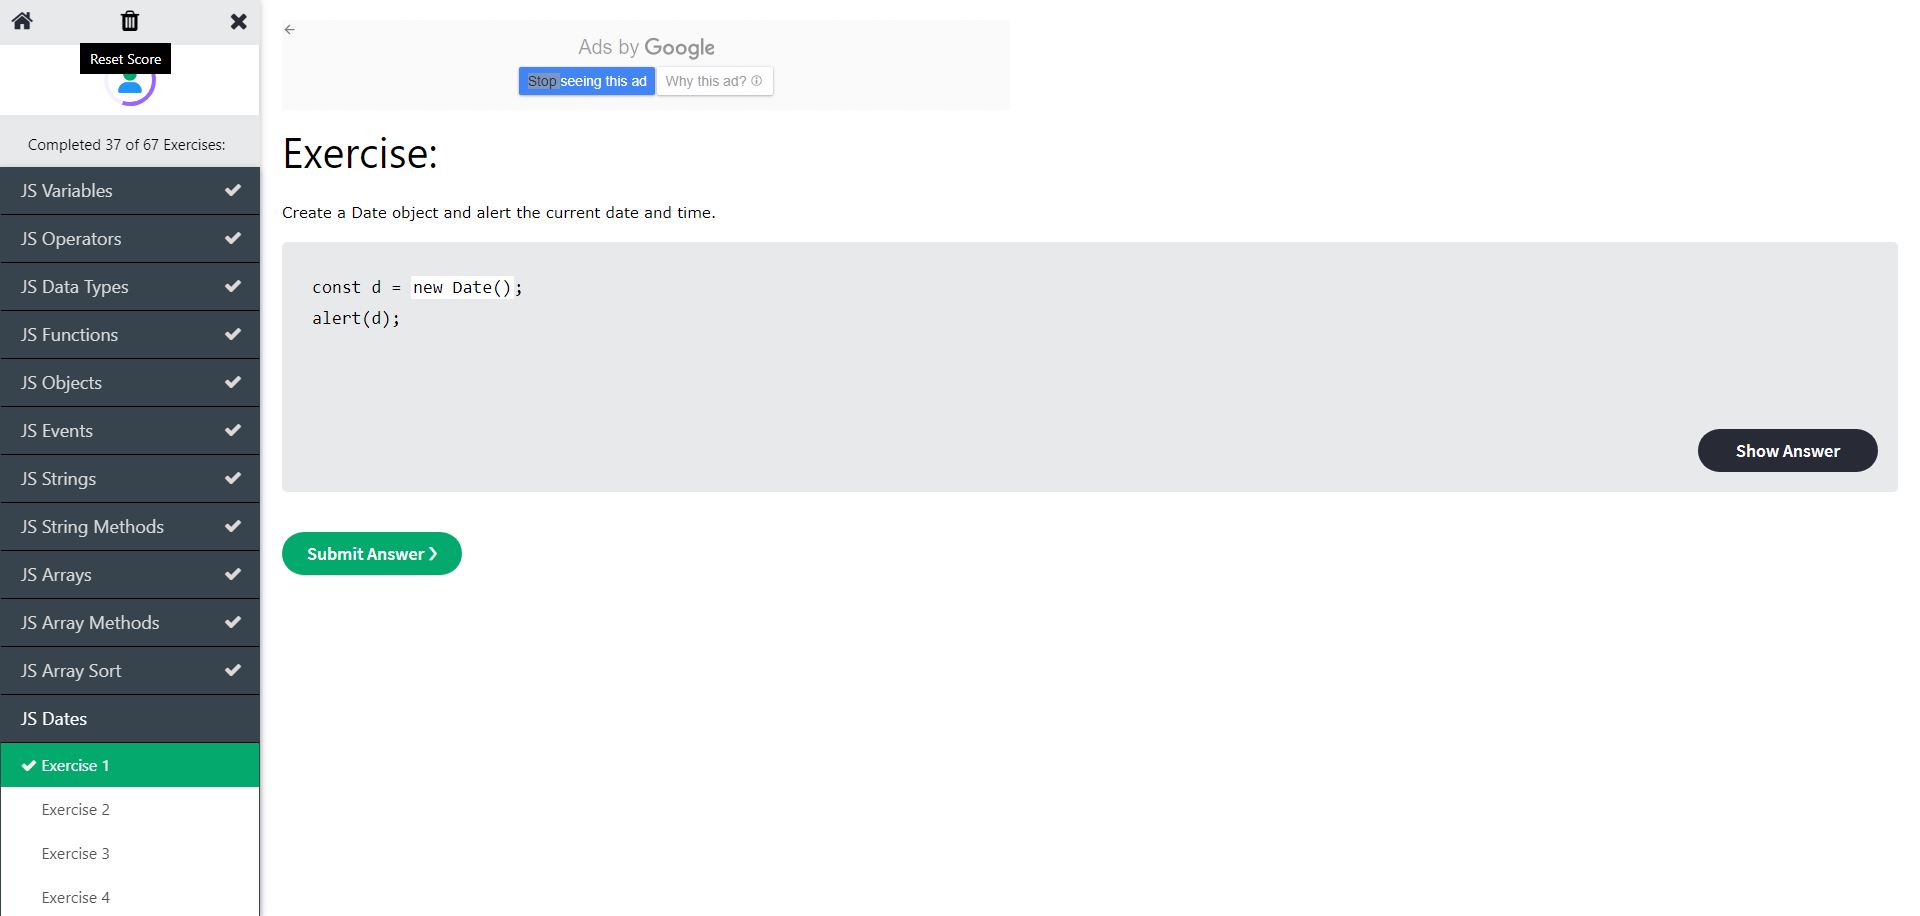 Reset Score
Completed 37 of 67 Exercises:
JS Variables
JS Operators
JS Data Types
JS Functions
JS Objects
JS Events
JS Strings
JS String Methods
JS Arrays
JS Array Methods
JS Array Sort
JS Dates
Exercise 1
Exercise 2
Exercise 3
Exercise 4
Ads by Google
Stop seeing this ad
Why this ad?
Exercise:
Create a Date object and alert the current date and time.
const d = new Date();
alert(d);
Show Answer
Submit Answer ❯